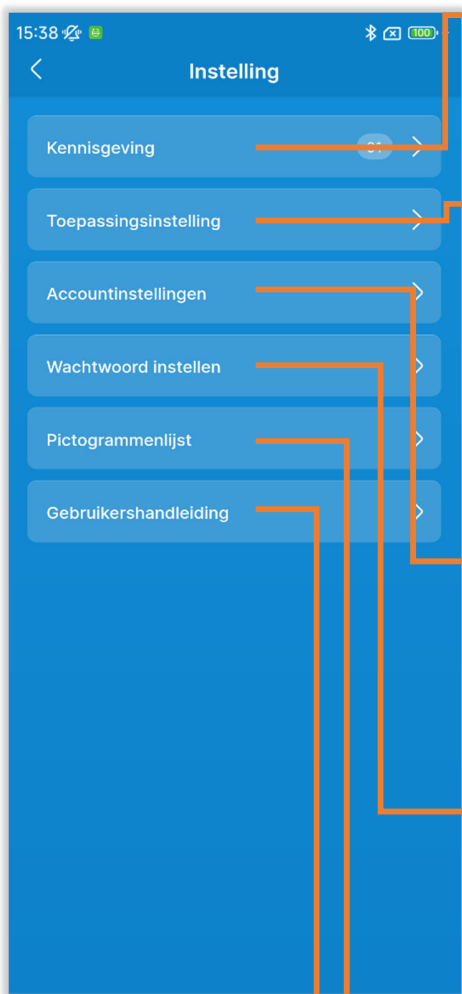 15:38
100
Instelling
Kennisgeving
Toepassingsinstelling
Accountinstellingen
Wachtwoord instellen
Pictogrammenlijst
Gebruikershandleiding